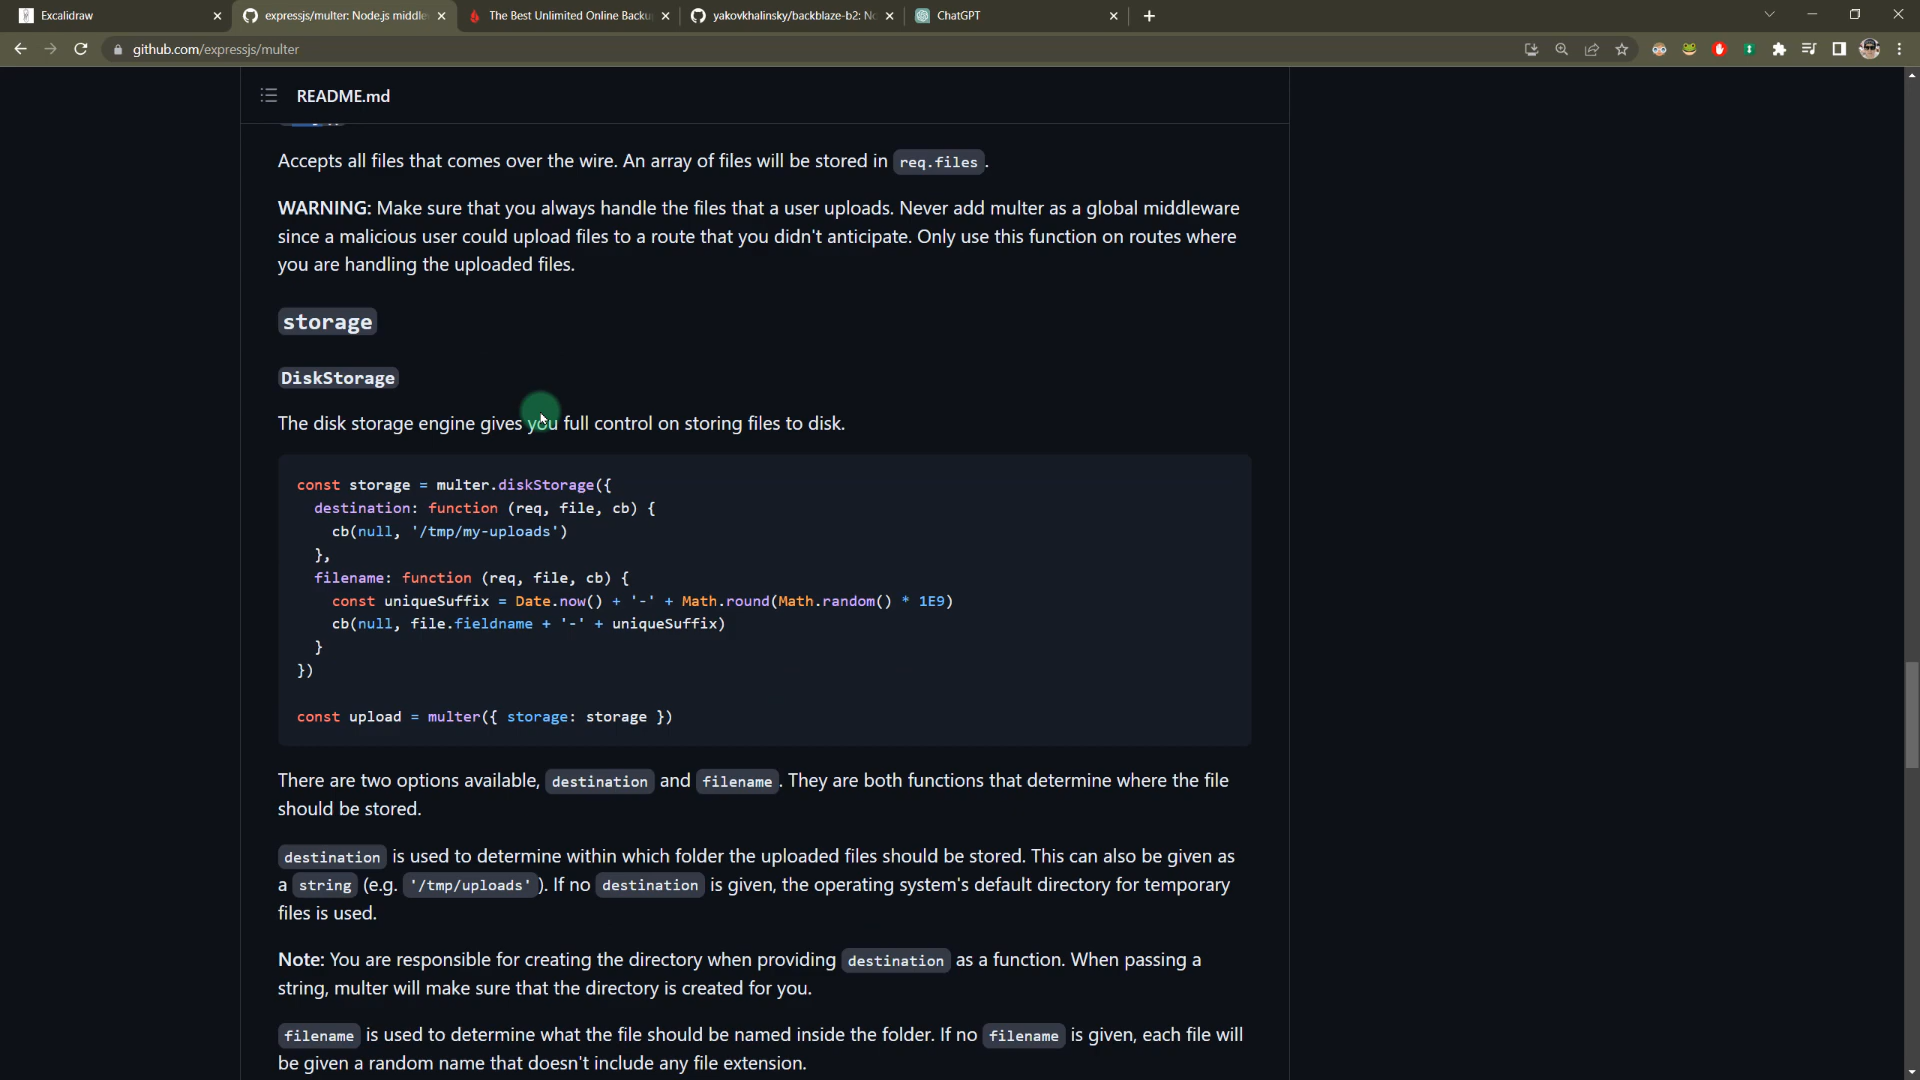 Excalidraw
expressjs/multer: Node.js middle
The Best Unlimited Online Backu
yakovkhalinsky/backblaze-b2: No
ChatGPT
github.com/expressjs/multer
README.md
Accepts all files that comes over the wire. An array of files will be stored in req.files.
WARNING: Make sure that you always handle the files that a user uploads. Never add multer as a global middleware
since a malicious user could upload files to a route that you didn't anticipate. Only use this function on routes where
you are handling the uploaded files.
storage
DiskStorage
The disk storage engine gives you full control on storing files to disk.
const storage = multer.diskStorage({
destination: function (req, file, cb) {
cb(null, '/tmp/my-uploads')
},
filename: function (req, file, cb) {
const uniqueSuffix = Date.now() + '-' + Math.round(Math.random() * 1E9)
cb(null, file.fieldname + '-' + uniqueSuffix)
}
})
const upload = multer({ storage: storage })
There are two options available, destination and filename. They are both functions that determine where the file
should be stored.
destination is used to determine within which folder the uploaded files should be stored. This can also be given as
a string (e.g. '/tmp/uploads'). If no destination is given, the operating system's default directory for temporary
files is used.
Note: You are responsible for creating the directory when providing destination as a function. When passing a
string, multer will make sure that the directory is created for you.
filename is used to determine what the file should be named inside the folder. If no filename is given, each file will
be given a random name that doesn't include any file extension.